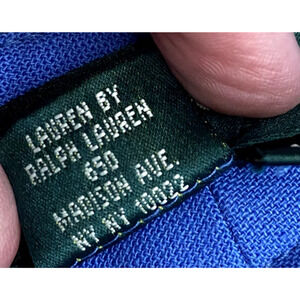 LAUREN BY
RALPH LAUREN
650
MADISON AVE.
NY NY 10022